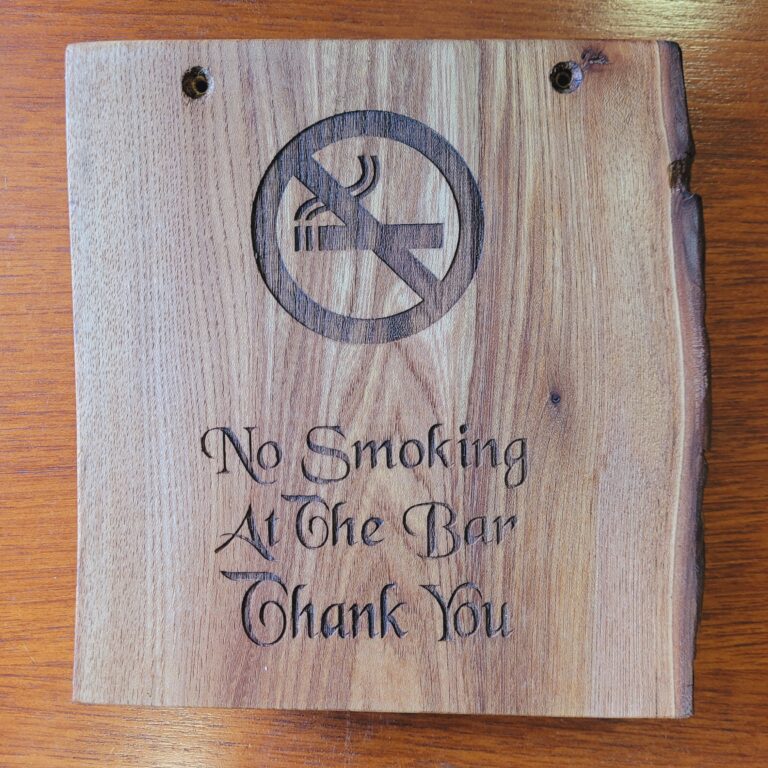 No Smoking
At The Bar
Thank You